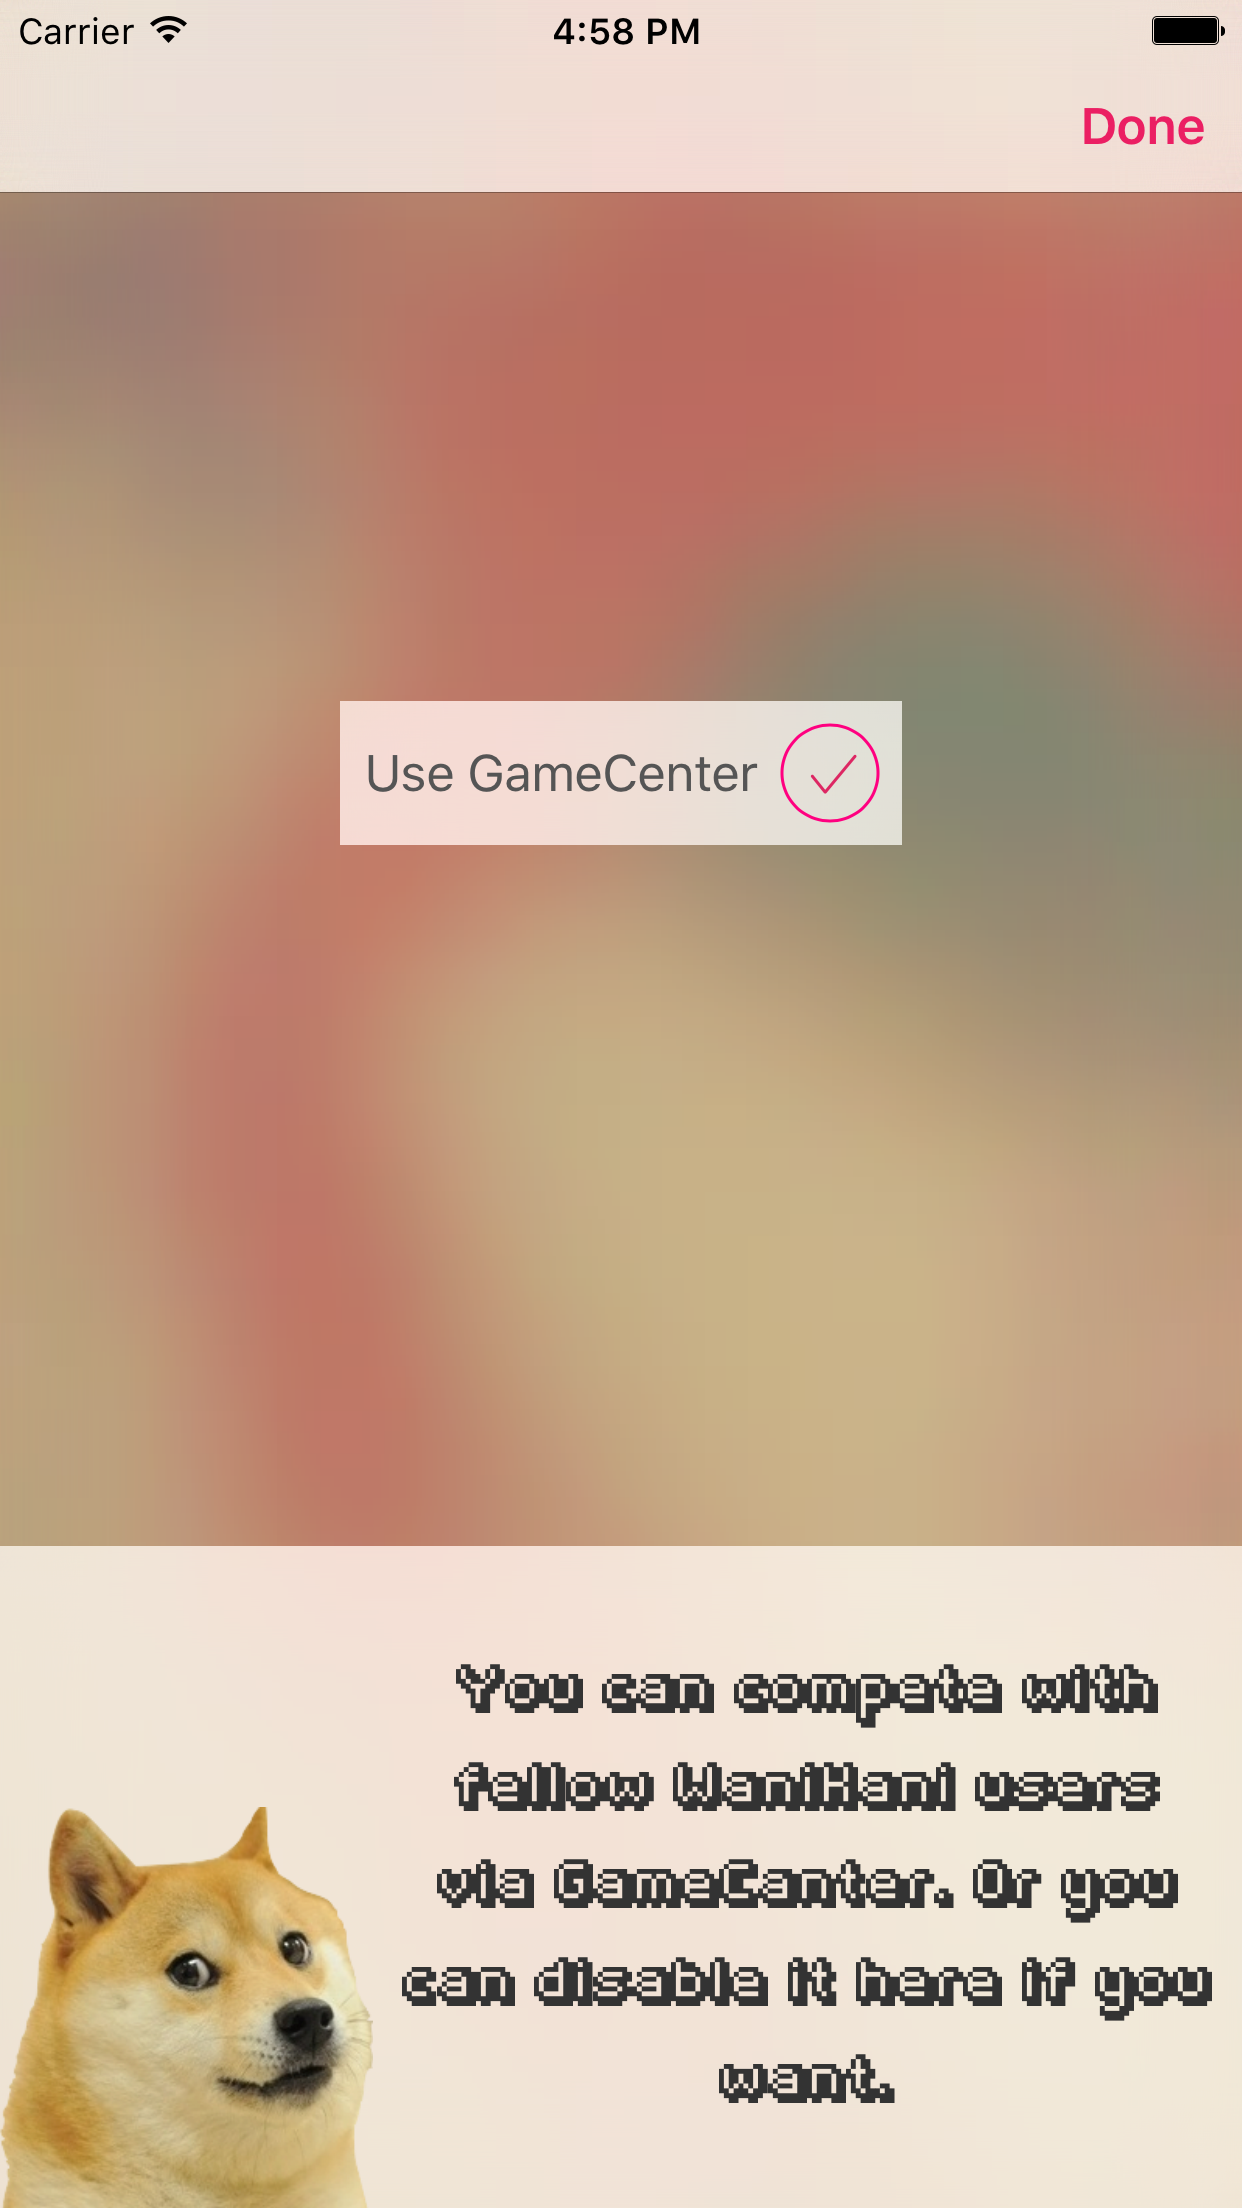 Carrier 4:58 PM
Done
Use GameCenter
You can compete with
fellow WaniKani users
via GameCenter. Or you
can disable it here if you
want.